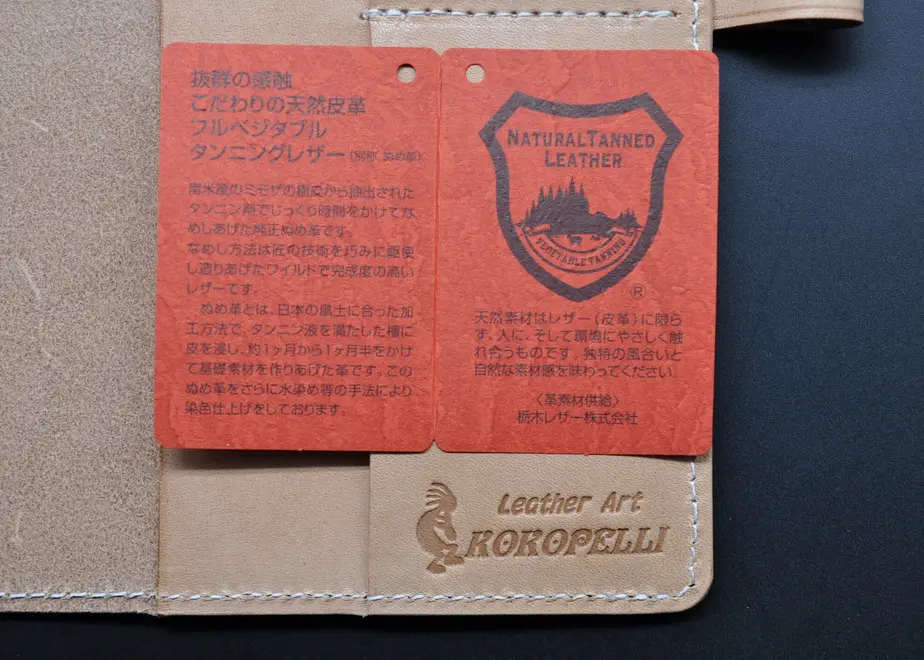 抜群の感触
こだわりの天然皮革
フルベジタブル
タンニングレザー(別称 ぬめ革)
南米産のミモザの樹皮から抽出された
タンニン剤でじっくり時間をかけてな
めしあげた純正ぬめ革です。
なめし方法は匠の技術を巧みに駆使
し造りあげたワイルドで完成度の高い
レザーです。
ぬめ革とは、日本の風土に合った加
工方法で、タンニン液を満たした槽に
皮を浸し、約1ヶ月から1ヶ月半をかけ
て基礎素材を作りあげた革です。この
ぬめ革をさらに水染め等の手法により
染色仕上げをしております。
NATURALTANNED
LEATHER
VEGETABLE TANNING
®
天然素材はレザー(皮革)に限ら
ず、人に、そして環境にやさしく触
れ合うものです。独特の風合いと
自然な素材感を味わってください。
〈革素材供給〉
栃木レザー株式会社
Leather Art
KOKOPELLI